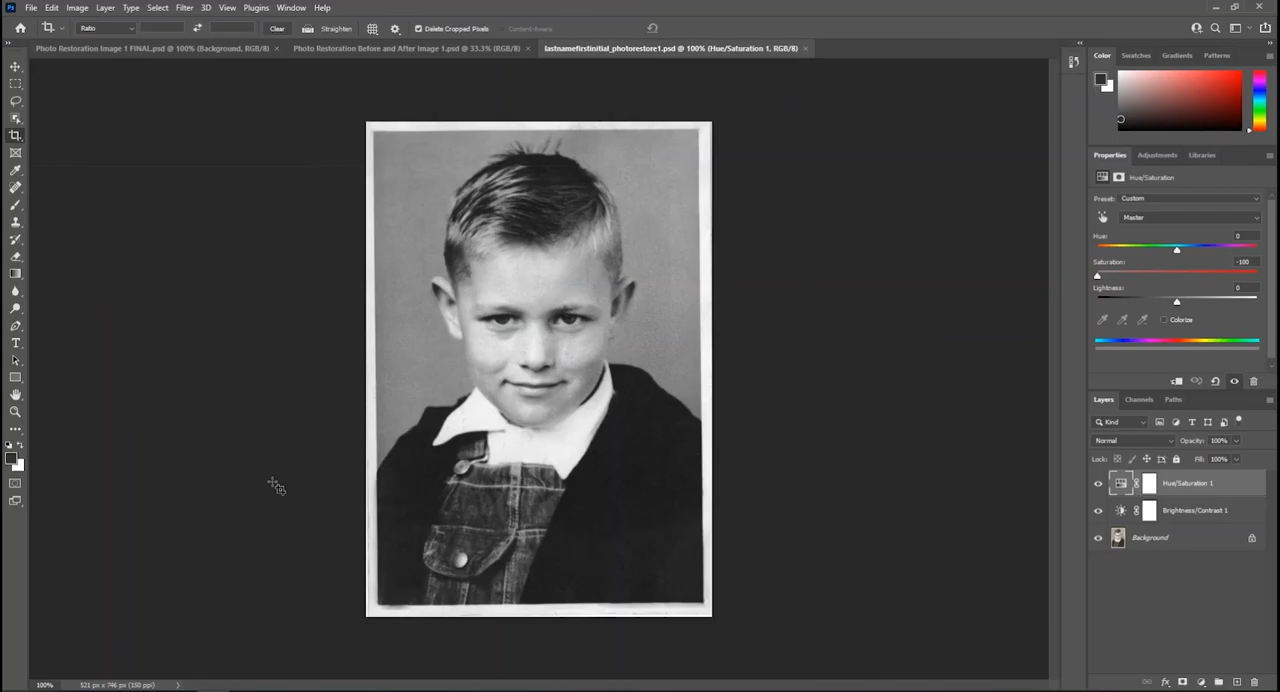 Ps File Edit Image Layer Type Select Filter 3D View Plugins Window Help
Ratio Clear Straighten Delete Cropped Pixels Content-Aware
Photo Restoration Image 1 FINAL.psd @ 100% (Background, RGB/8) × Photo Restoration Before and After Image 1.psd @ 33.3% (RGB/8) × lastnamefirstinitial_photorestore1.psd @ 100% (Hue/Saturation 1, RGB/8) ×
Color Swatches Gradients Patterns
Properties Adjustments Libraries
Hue/Saturation
Preset: Custom
Master
Hue: 0
Saturation: -100
Lightness: 0
Colorize
Layers Channels Paths
Kind
Normal Opacity: 100%
Lock: Fill: 100%
Hue/Saturation 1
Brightness/Contrast 1
Background
100% 521 px x 746 px (150 ppi)